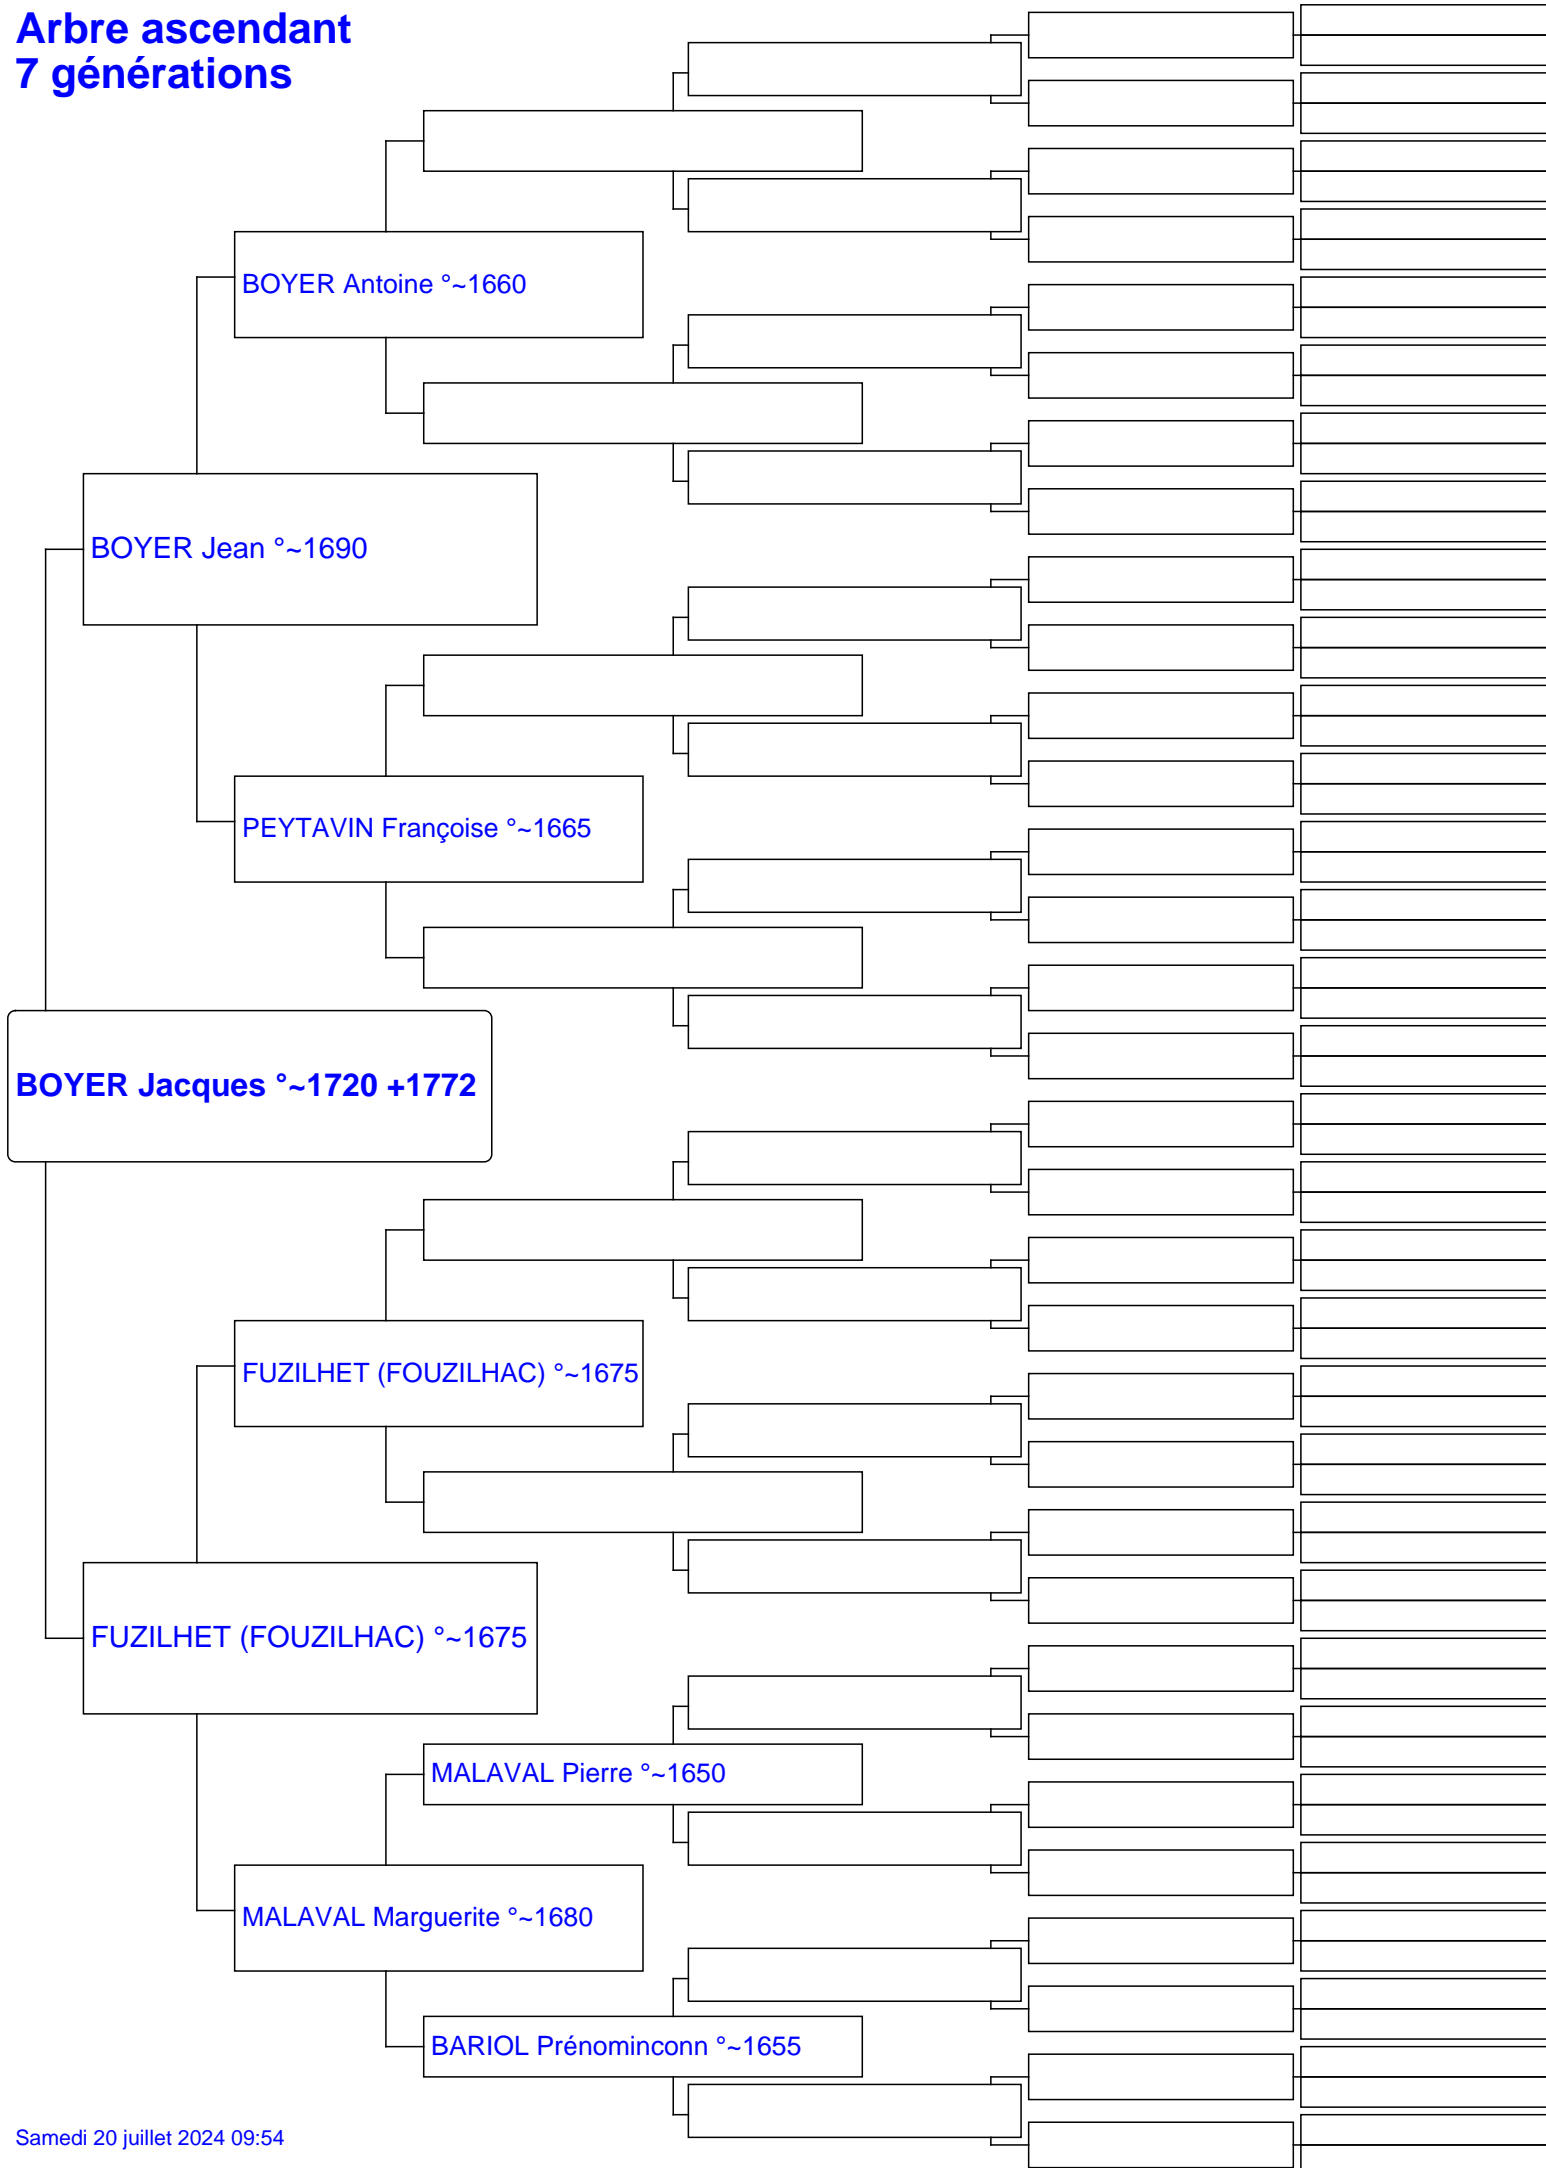 Arbre ascendant
7 générations
BOYER Antoine °~1660
BOYER Jean °~1690
PEYTAVIN Françoise °~1665
BOYER Jacques °~1720 +1772
FUZILHET (FOUZILHAC) °~1675
FUZILHET (FOUZILHAC) °~1675
MALAVAL Pierre °~1650
MALAVAL Marguerite °~1680
BARIOL Prénominconn °~1655
Samedi 20 juillet 2024 09:54